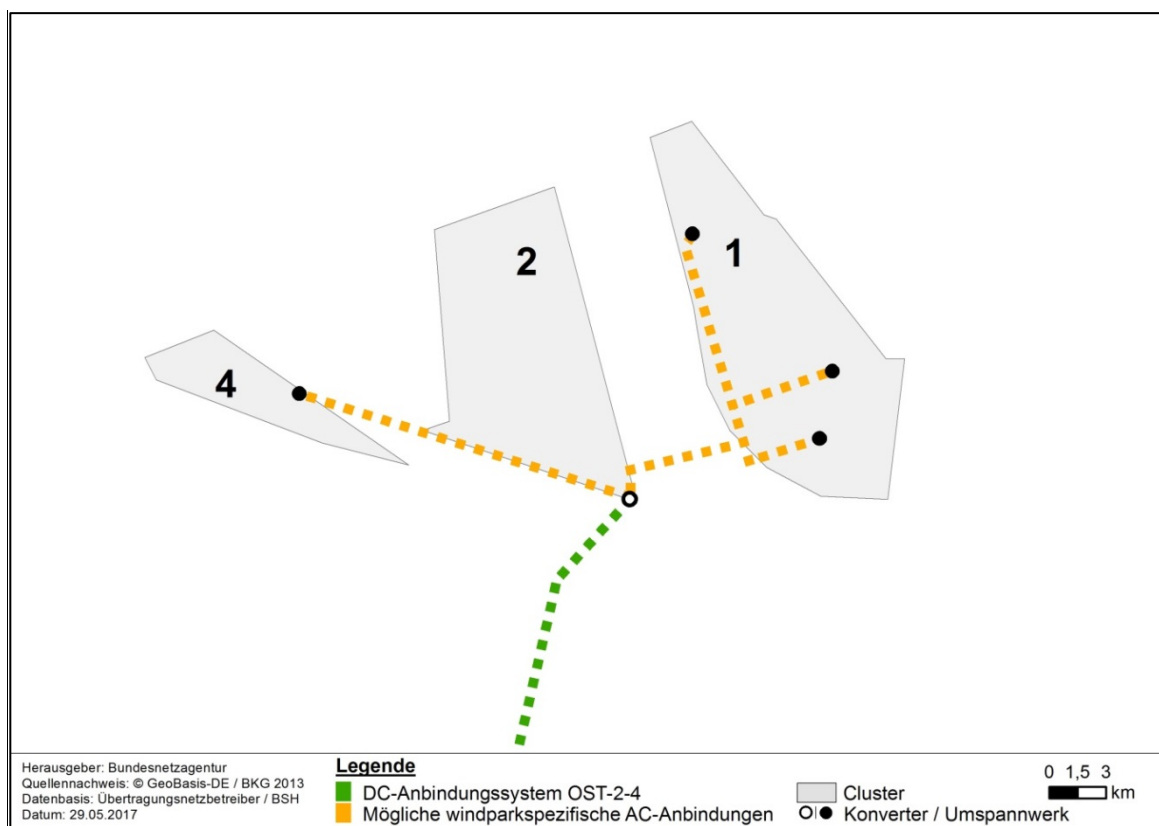 2
1
4
Herausgeber: Bundesnetzagentur
Quellennachweis: © GeoBasis-DE / BKG 2013
Datenbasis: Übertragungsnetzbetreiber / BSH
Datum: 29.05.2017
Legende
DC-Anbindungssystem OST-2-4
Mögliche windparkspezifische AC-Anbindungen
Cluster
Konverter / Umspannwerk
0 1,5 3
km